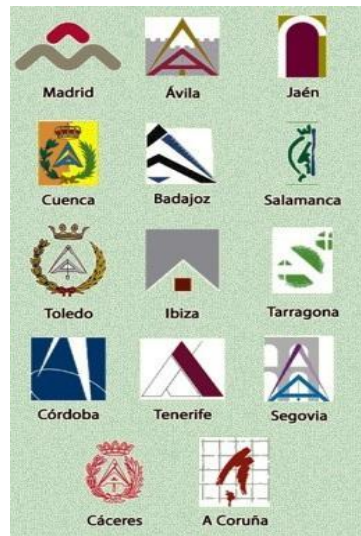 Madrid Ávila Jaén
Cuenca Badajoz Salamanca
Toledo Ibiza Tarragona
Córdoba Tenerife Segovia
Cáceres A Coruña